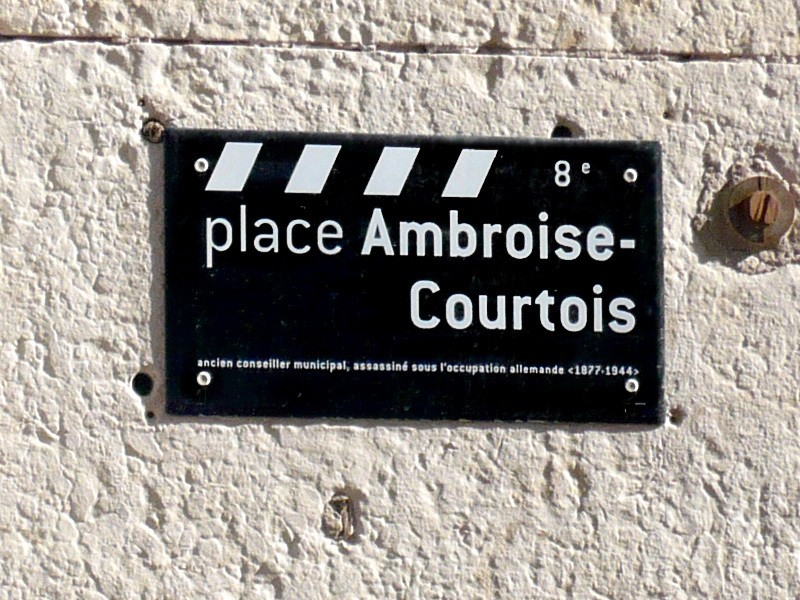 8e
place Ambroise-
Courtois
ancien conseiller municipal, assassiné sous l'occupation allemande <1877-1944>